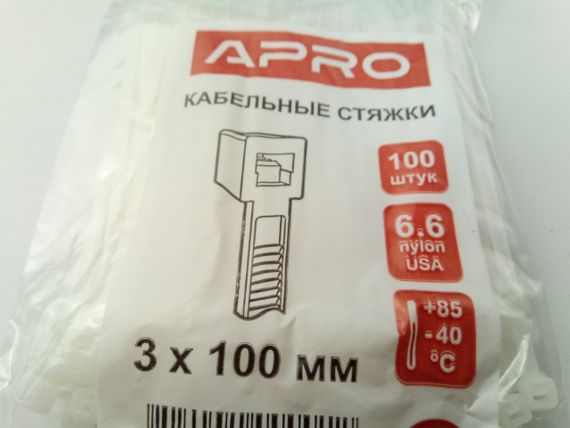 APRO
КАБЕЛЬНЫЕ СТЯЖКИ
100
штук
6.6
nylon
USA
+85
-40
°C
3 x 100 мм